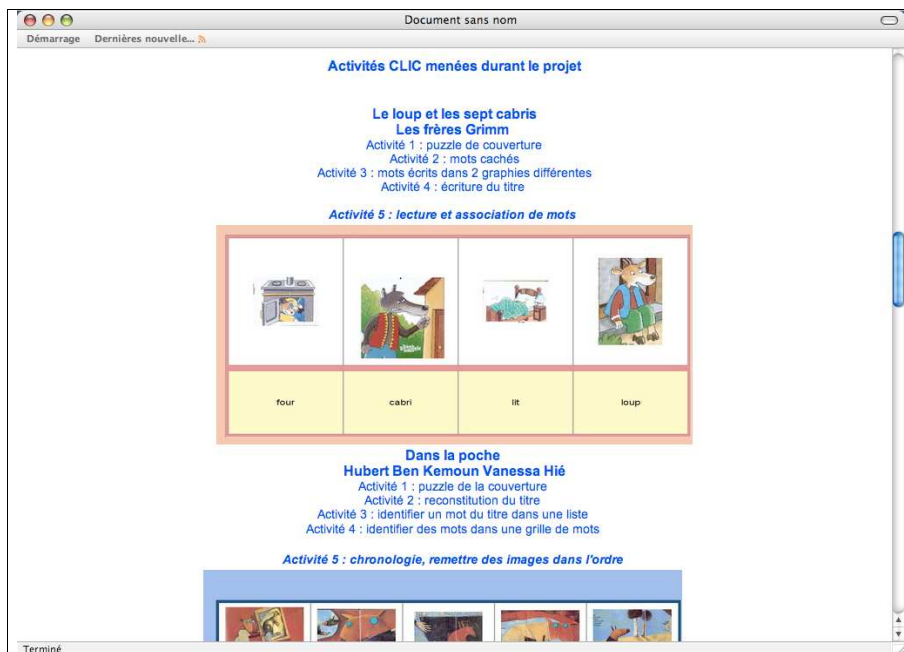 Document sans nom
Démarrage Dernières nouvelle...
Activités CLIC menées durant le projet
Le loup et les sept cabris
Les frères Grimm
Activité 1 : puzzle de couverture
Activité 2 : mots cachés
Activité 3 : mots écrits dans 2 graphies différentes
Activité 4 : écriture du titre
Activité 5 : lecture et association de mots
four cabri lit loup
Dans la poche
Hubert Ben Kemoun Vanessa Hié
Activité 1 : puzzle de la couverture
Activité 2 : reconstitution du titre
Activité 3 : identifier un mot du titre dans une liste
Activité 4 : identifier des mots dans une grille de mots
Activité 5 : chronologie, remettre des images dans l'ordre
Terminé